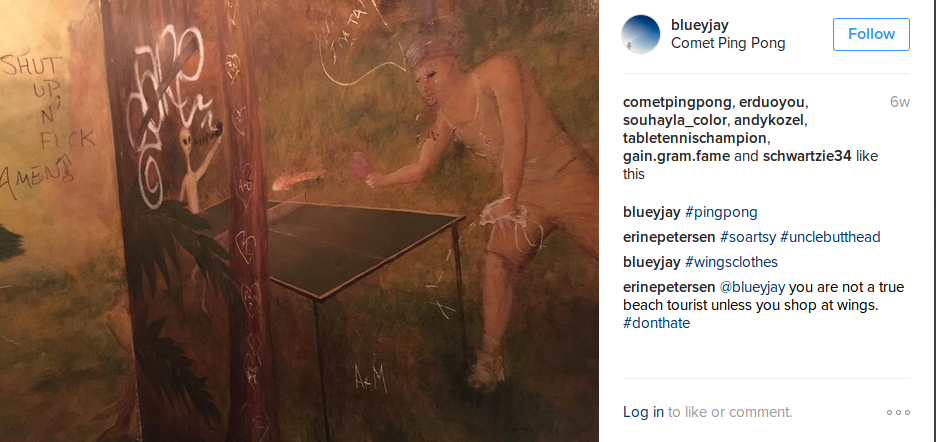 SHUT
UP,
N'
FUCK
AMEN!
A&M
blueyjay
Comet Ping Pong
Follow
cometpingpong, erduoyou,
6w
souhayla_color, andykozel,
tabletennischampion,
gain.gram.fame and schwartzie34 like
this
blueyjay #pingpong
erinepetersen #soartsy #unclebutthead
blueyjay #wingsclothes
erinepetersen @blueyjay you are not a true
beach tourist unless you shop at wings.
#donthate
Log in to like or comment.